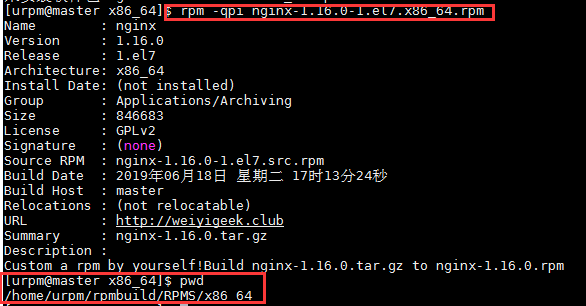 [urpm@master x86_64]$ rpm -qpi nginx-1.16.0-1.el7.x86_64.rpm
Name        : nginx
Version     : 1.16.0
Release     : 1.el7
Architecture: x86_64
Install Date: (not installed)
Group       : Applications/Archiving
Size        : 846683
License     : GPLv2
Signature   : (none)
Source RPM  : nginx-1.16.0-1.el7.src.rpm
Build Date  : 2019年06月18日 星期二 17时13分24秒
Build Host  : master
Relocations : (not relocatable)
URL         : http://weiyigeek.club
Summary     : nginx-1.16.0.tar.gz
Description :
Custom a rpm by yourself!Build nginx-1.16.0.tar.gz to nginx-1.16.0.rpm
[urpm@master x86_64]$ pwd
/home/urpm/rpmbuild/RPMS/x86_64